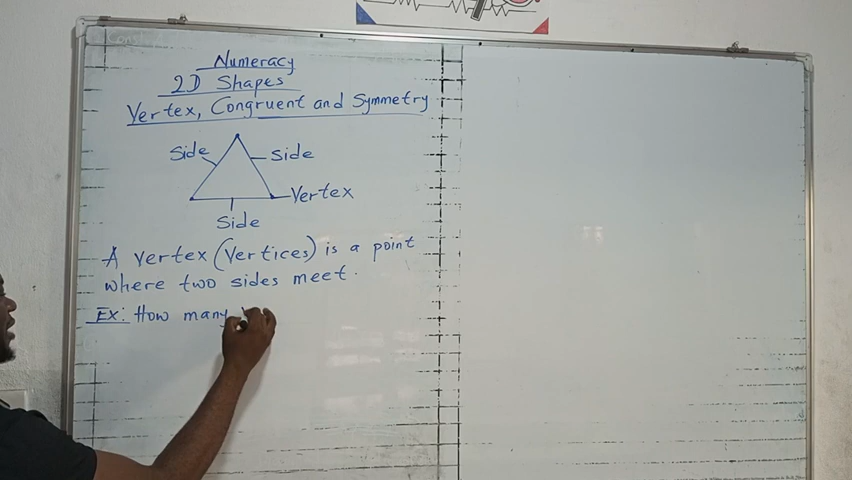 Numeracy
2D Shapes
Vertex, Congruent and Symmetry
Side
Side
Vertex
Side
A vertex (vertices) is a point
where two sides meet.
Ex: How many